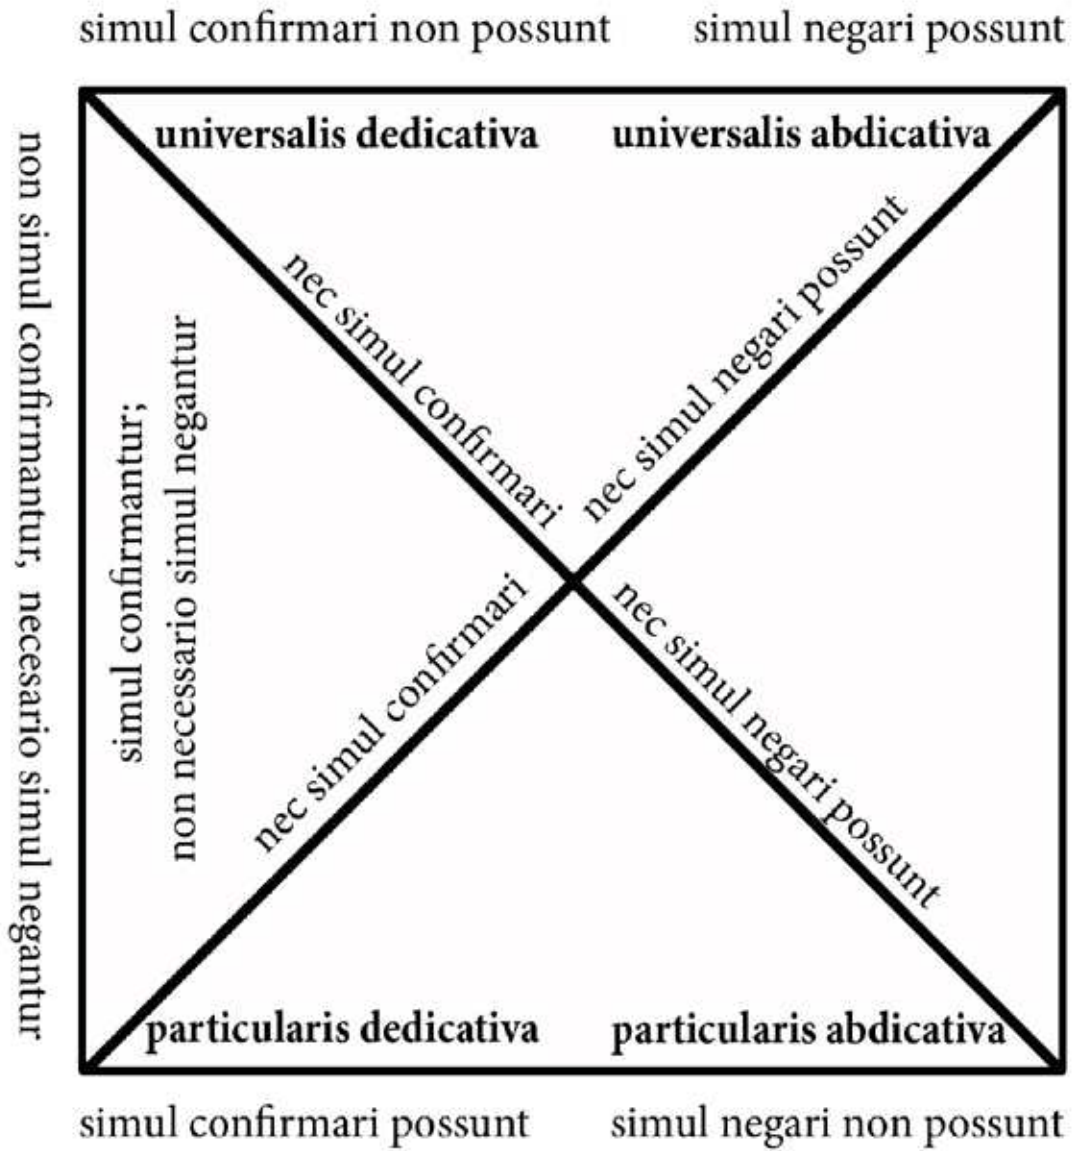 simul confirmari non possunt
simul negari possunt
universalis dedicativa
universalis abdicativa
non simul confirmantur, necesario simul negantur
simul confirmantur;
non necessario simul negantur
nec simul confirmari
nec simul negari possunt
nec simul confirmari
nec simul negari possunt
particularis dedicativa
particularis abdicativa
simul confirmari possunt
simul negari non possunt